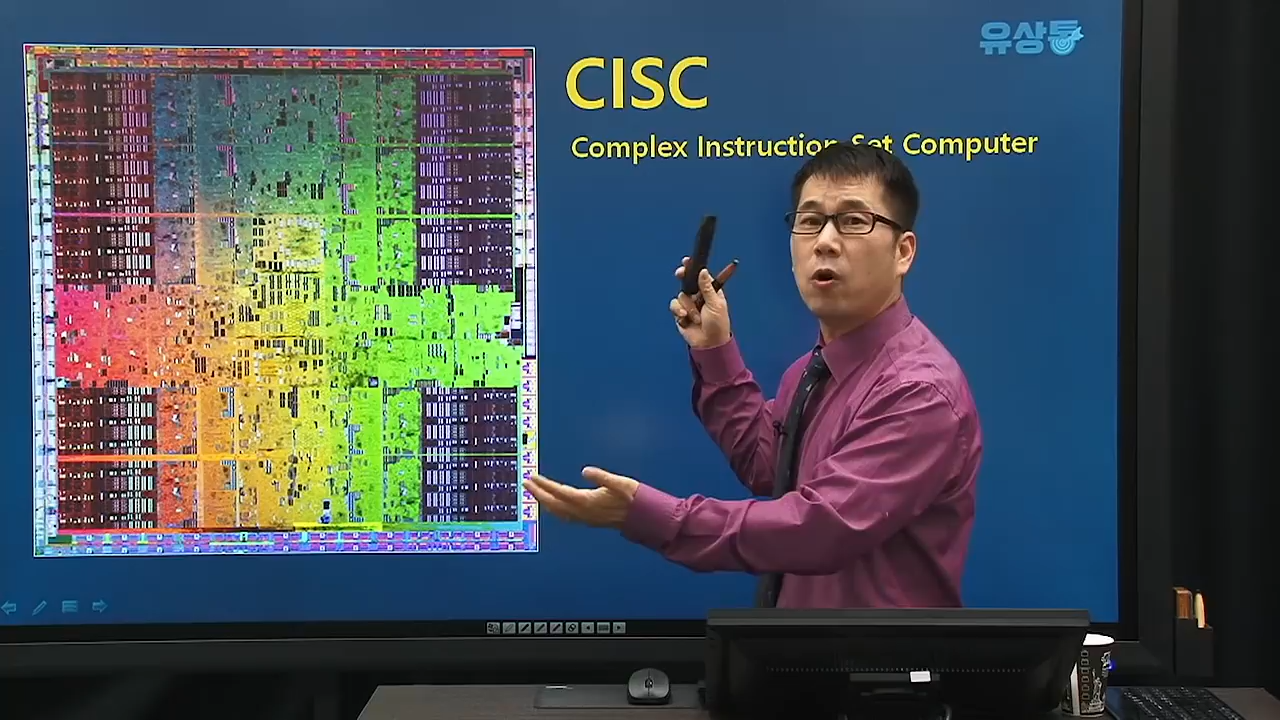 유상통
CISC
Complex Instruction Set Computer